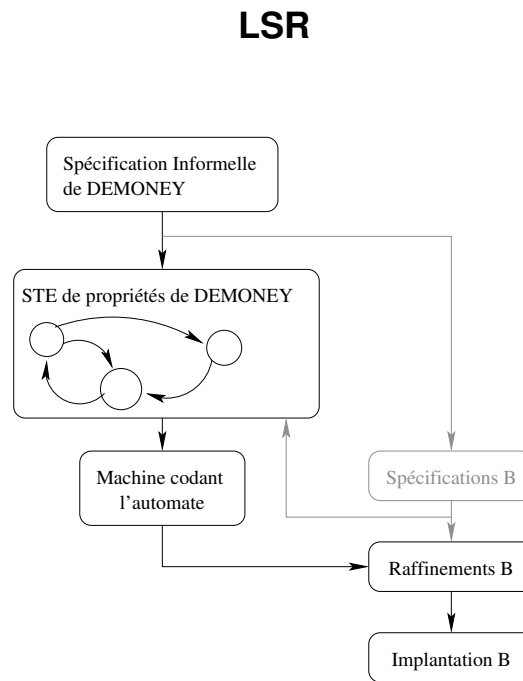 LSR
Spécification Informelle
de DEMONEY
STE de propriétés de DEMONEY
Machine codant
l'automate
Spécifications B
Raffinements B
Implantation B